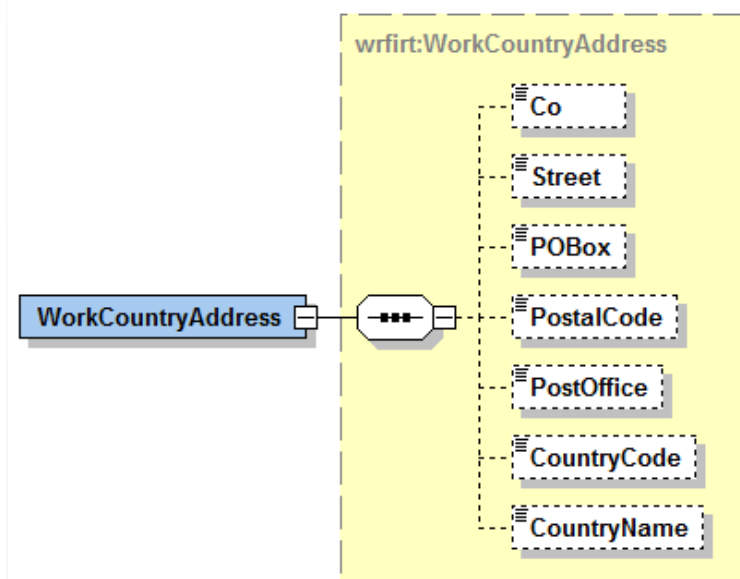 wrfirt:WorkCountryAddress
Co
Street
POBox
WorkCountryAddress
PostalCode
PostOffice
CountryCode
CountryName